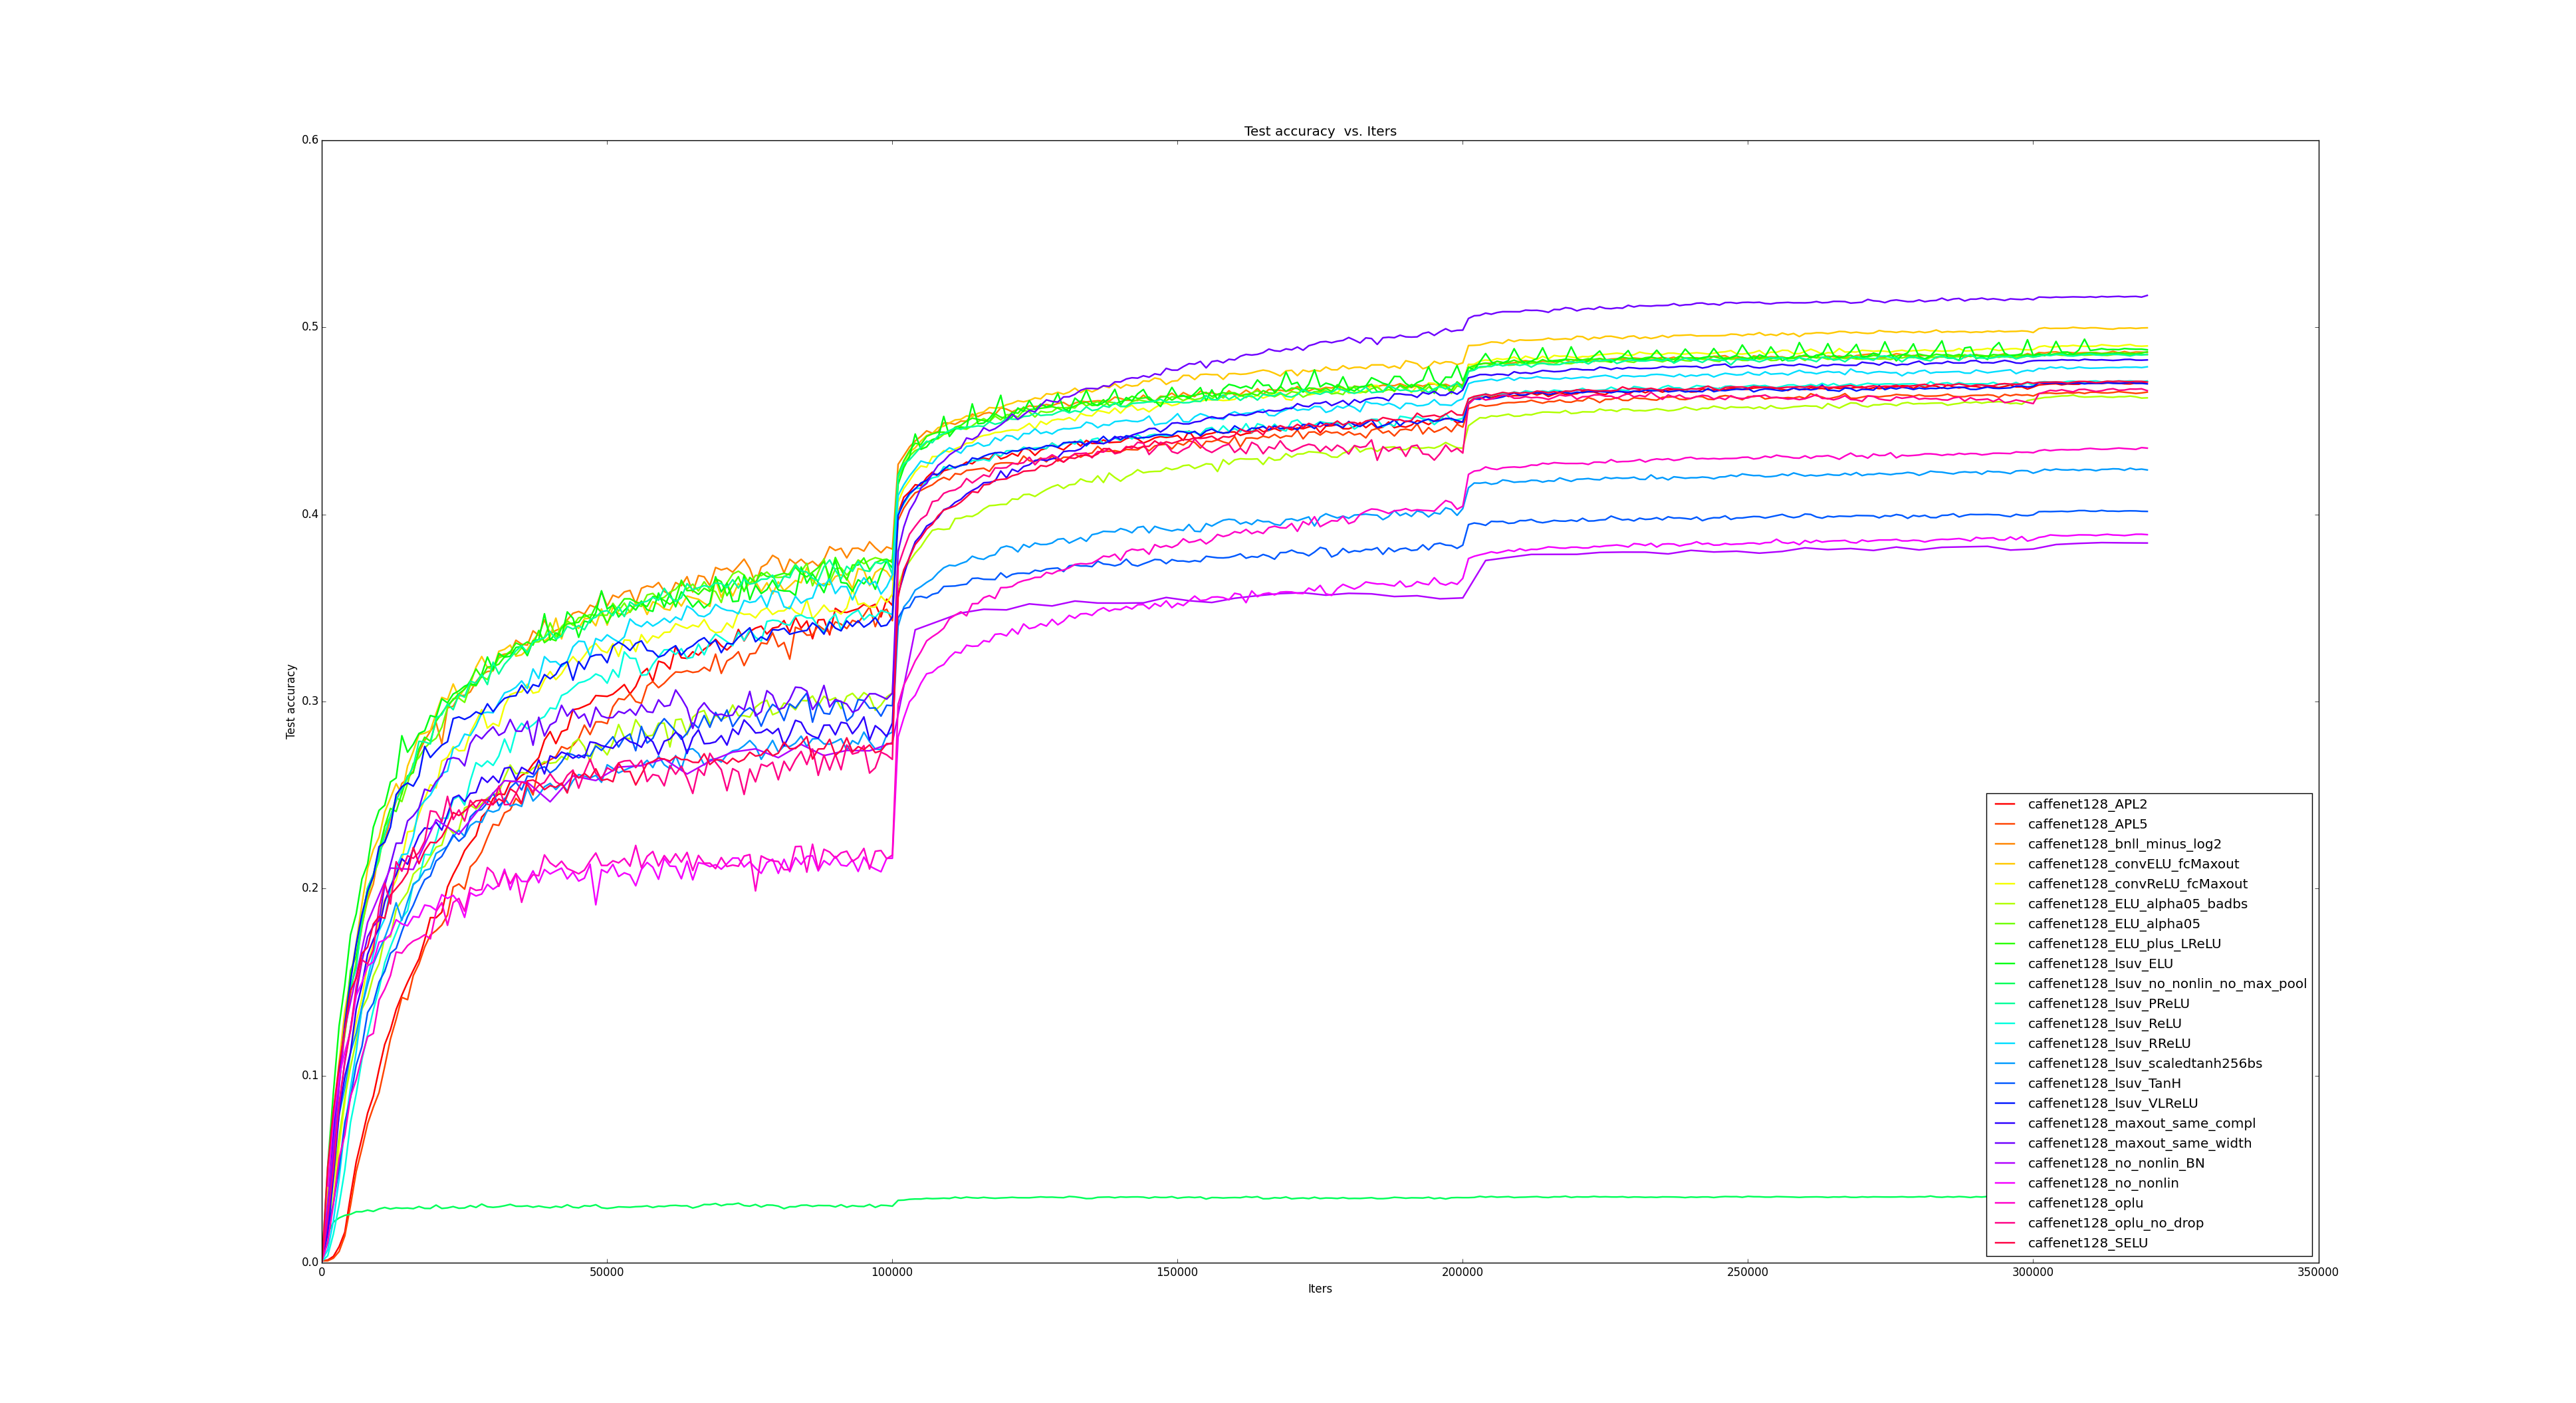 Test accuracy  vs. Iters
0.6
0.5
0.4
0.3
0.2
0.1
0.0
Test accuracy
0
50000
100000
150000
200000
250000
300000
350000
Iters
caffenet128_APL2
caffenet128_APL5
caffenet128_bnll_minus_log2
caffenet128_convELU_fcMaxout
caffenet128_convReLU_fcMaxout
caffenet128_ELU_alpha05_badbs
caffenet128_ELU_alpha05
caffenet128_ELU_plus_LReLU
caffenet128_lsuv_ELU
caffenet128_lsuv_no_nonlin_no_max_pool
caffenet128_lsuv_PReLU
caffenet128_lsuv_ReLU
caffenet128_lsuv_RReLU
caffenet128_lsuv_scaledtanh256bs
caffenet128_lsuv_TanH
caffenet128_lsuv_VLReLU
caffenet128_maxout_same_compl
caffenet128_maxout_same_width
caffenet128_no_nonlin_BN
caffenet128_no_nonlin
caffenet128_oplu
caffenet128_oplu_no_drop
caffenet128_SELU